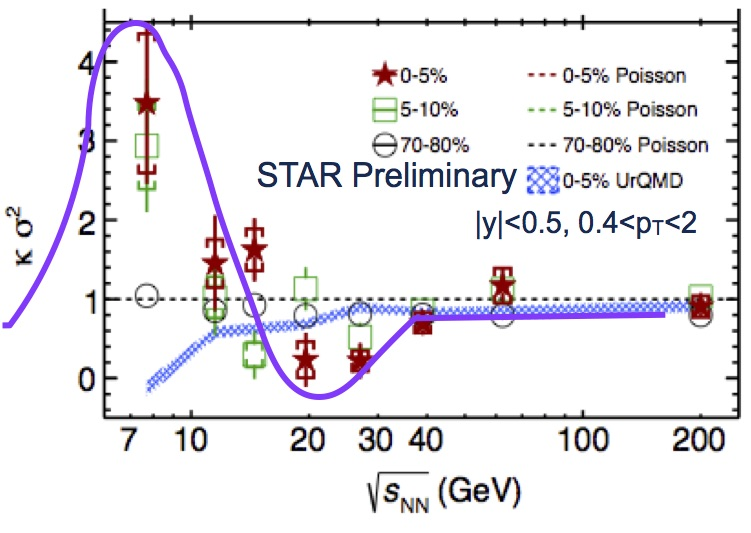 4
3
2
1
0
κ σ²
0-5%
5-10%
70-80%
0-5% Poisson
5-10% Poisson
70-80% Poisson
0-5% UrQMD
STAR Preliminary
|y|<0.5, 0.4<pT<2
7 10 20 30 40 100 200
√sNN (GeV)